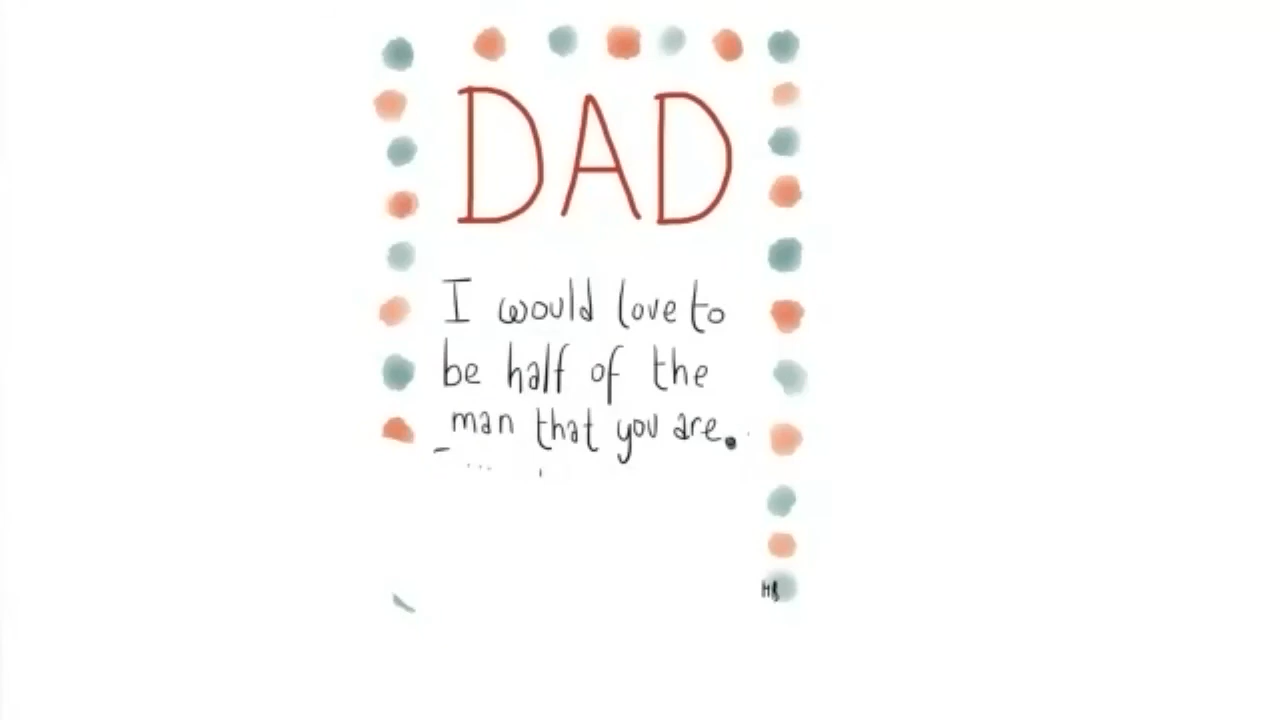 DAD
I would love to
be half of the
man that you are.
HB